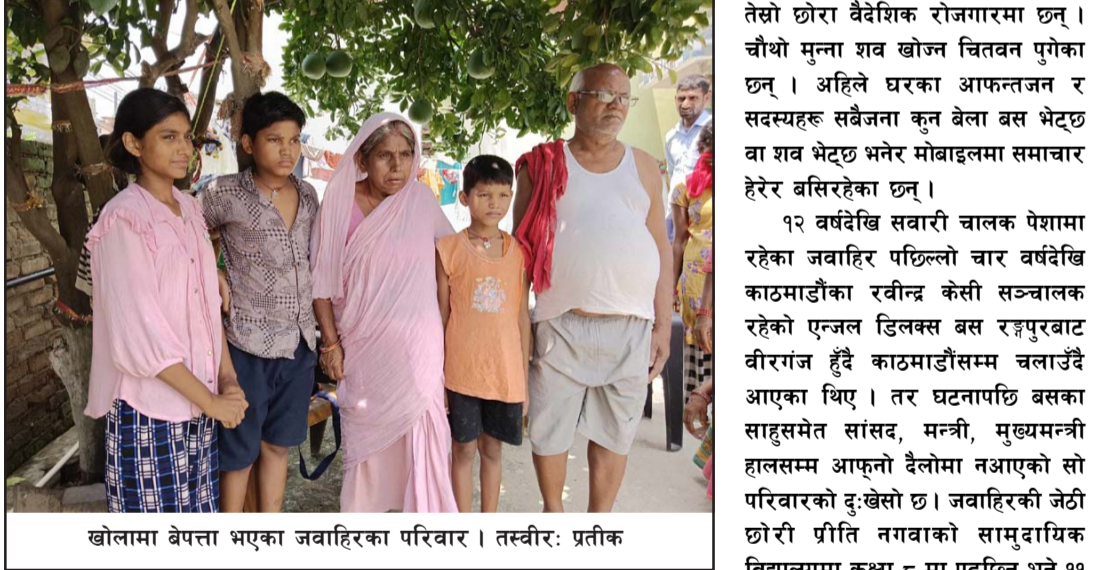 तेस्रो छोरा वैदेशिक रोजगारमा छन् ।
चौथो मुन्ना शव खोज्न चितवन पुगेका
छन् । अहिले घरका आफन्तजन र
सदस्यहरू सबैजना कुन बेला बस भेट्छ
वा शव भेट्छ भनेर मोबाइलमा समाचार
हेरेर बसिरहेका छन् ।
१२ वर्षदेखि सवारी चालक पेशामा
रहेका जवाहिर पछिल्लो चार वर्षदेखि
काठमाडौंका रवीन्द्र केसी सञ्चालक
रहेको एन्जल डिलक्स बस रङ्गपुरबाट
वीरगंज हुँदै काठमाडौंसम्म चलाउँदै
आएका थिए । तर घटनापछि बसका
साहुसमेत सांसद, मन्त्री, मुख्यमन्त्री
हालसम्म आफ्नो दैलोमा नआएको सो
परिवारको दुःखेसो छ । जवाहिरकी जेठी
छोरी प्रीति नगवाको सामुदायिक
खोलामा बेपत्ता भएका जवाहिरका परिवार । तस्वीरः प्रतीक